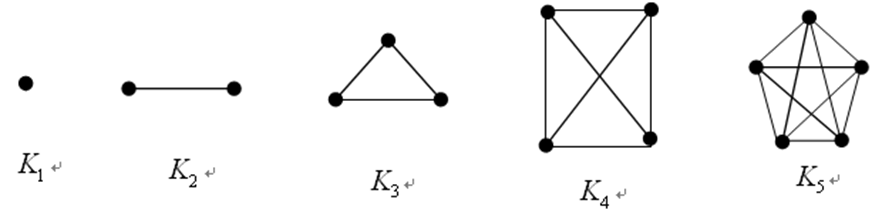 K₁ ↵
K₂ ↵
K₃ ↵
K₄ ↵
K₅ ↵